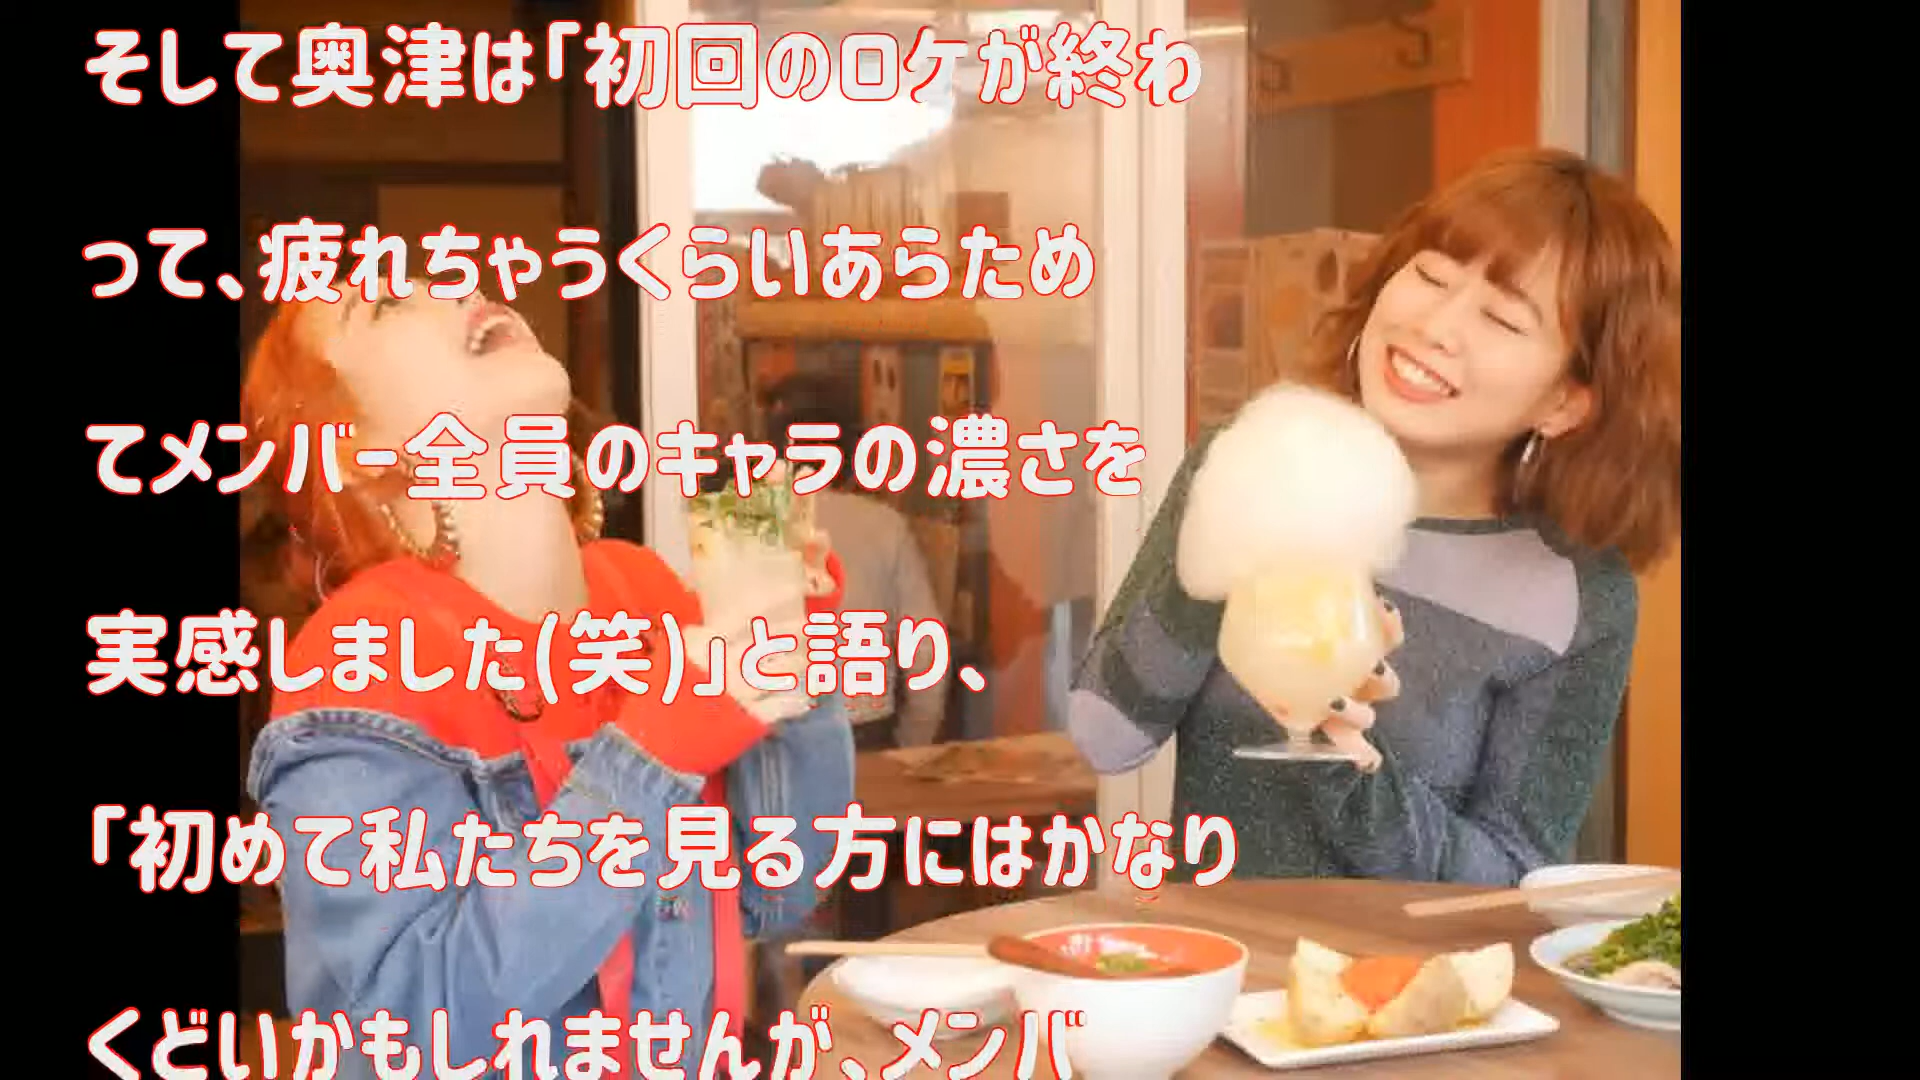 そして奥津は「初回のロケが終わ
って、疲れちゃうくらいあらため
てメンバー全員のキャラの濃さを
実感しました(笑)」と語り、
「初めて私たちを見る方にはかなり
くどいかもしれませんが、メンバ